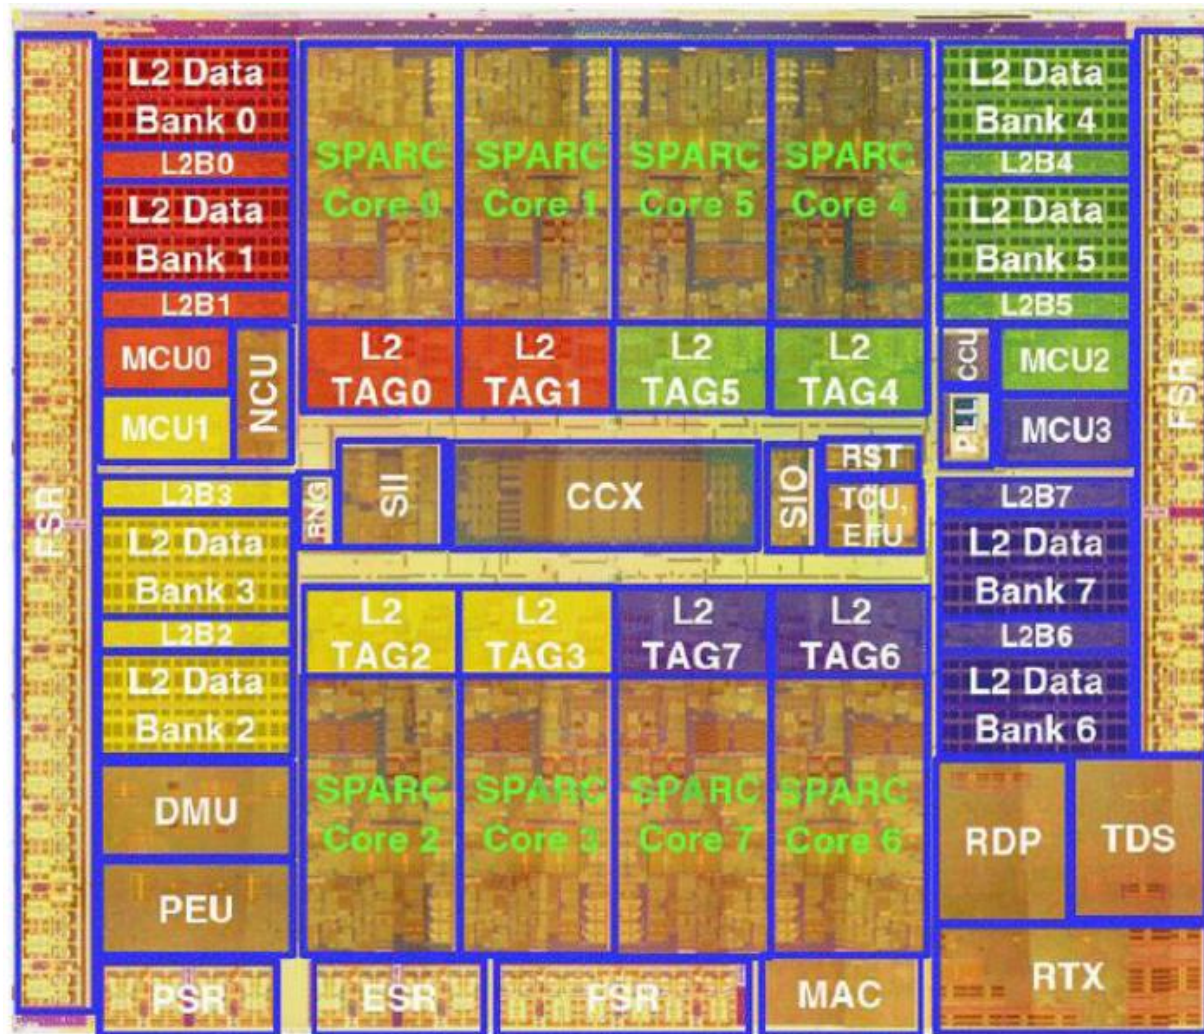 L2 Data
Bank 0
L2B0
L2 Data
Bank 1
L2B1
MCU0
NCU
MCU1
FSR
L2B3
L2 Data
Bank 3
L2B2
L2 Data
Bank 2
DMU
PEU
PSR
SPARC
Core 0
SPARC
Core 1
SPARC
Core 5
SPARC
Core 4
L2
TAG0
L2
TAG1
L2
TAG5
L2
TAG4
RNG
SII
CCX
SIO
RST
TCU,
EFU
L2
TAG2
L2
TAG3
L2
TAG7
L2
TAG6
SPARC
Core 2
SPARC
Core 3
SPARC
Core 7
SPARC
Core 6
ESR
FSR
MAC
L2 Data
Bank 4
L2B4
L2 Data
Bank 5
L2B5
CCU
MCU2
PLL
MCU3
FSR
L2B7
L2 Data
Bank 7
L2B6
L2 Data
Bank 6
RDP
TDS
RTX